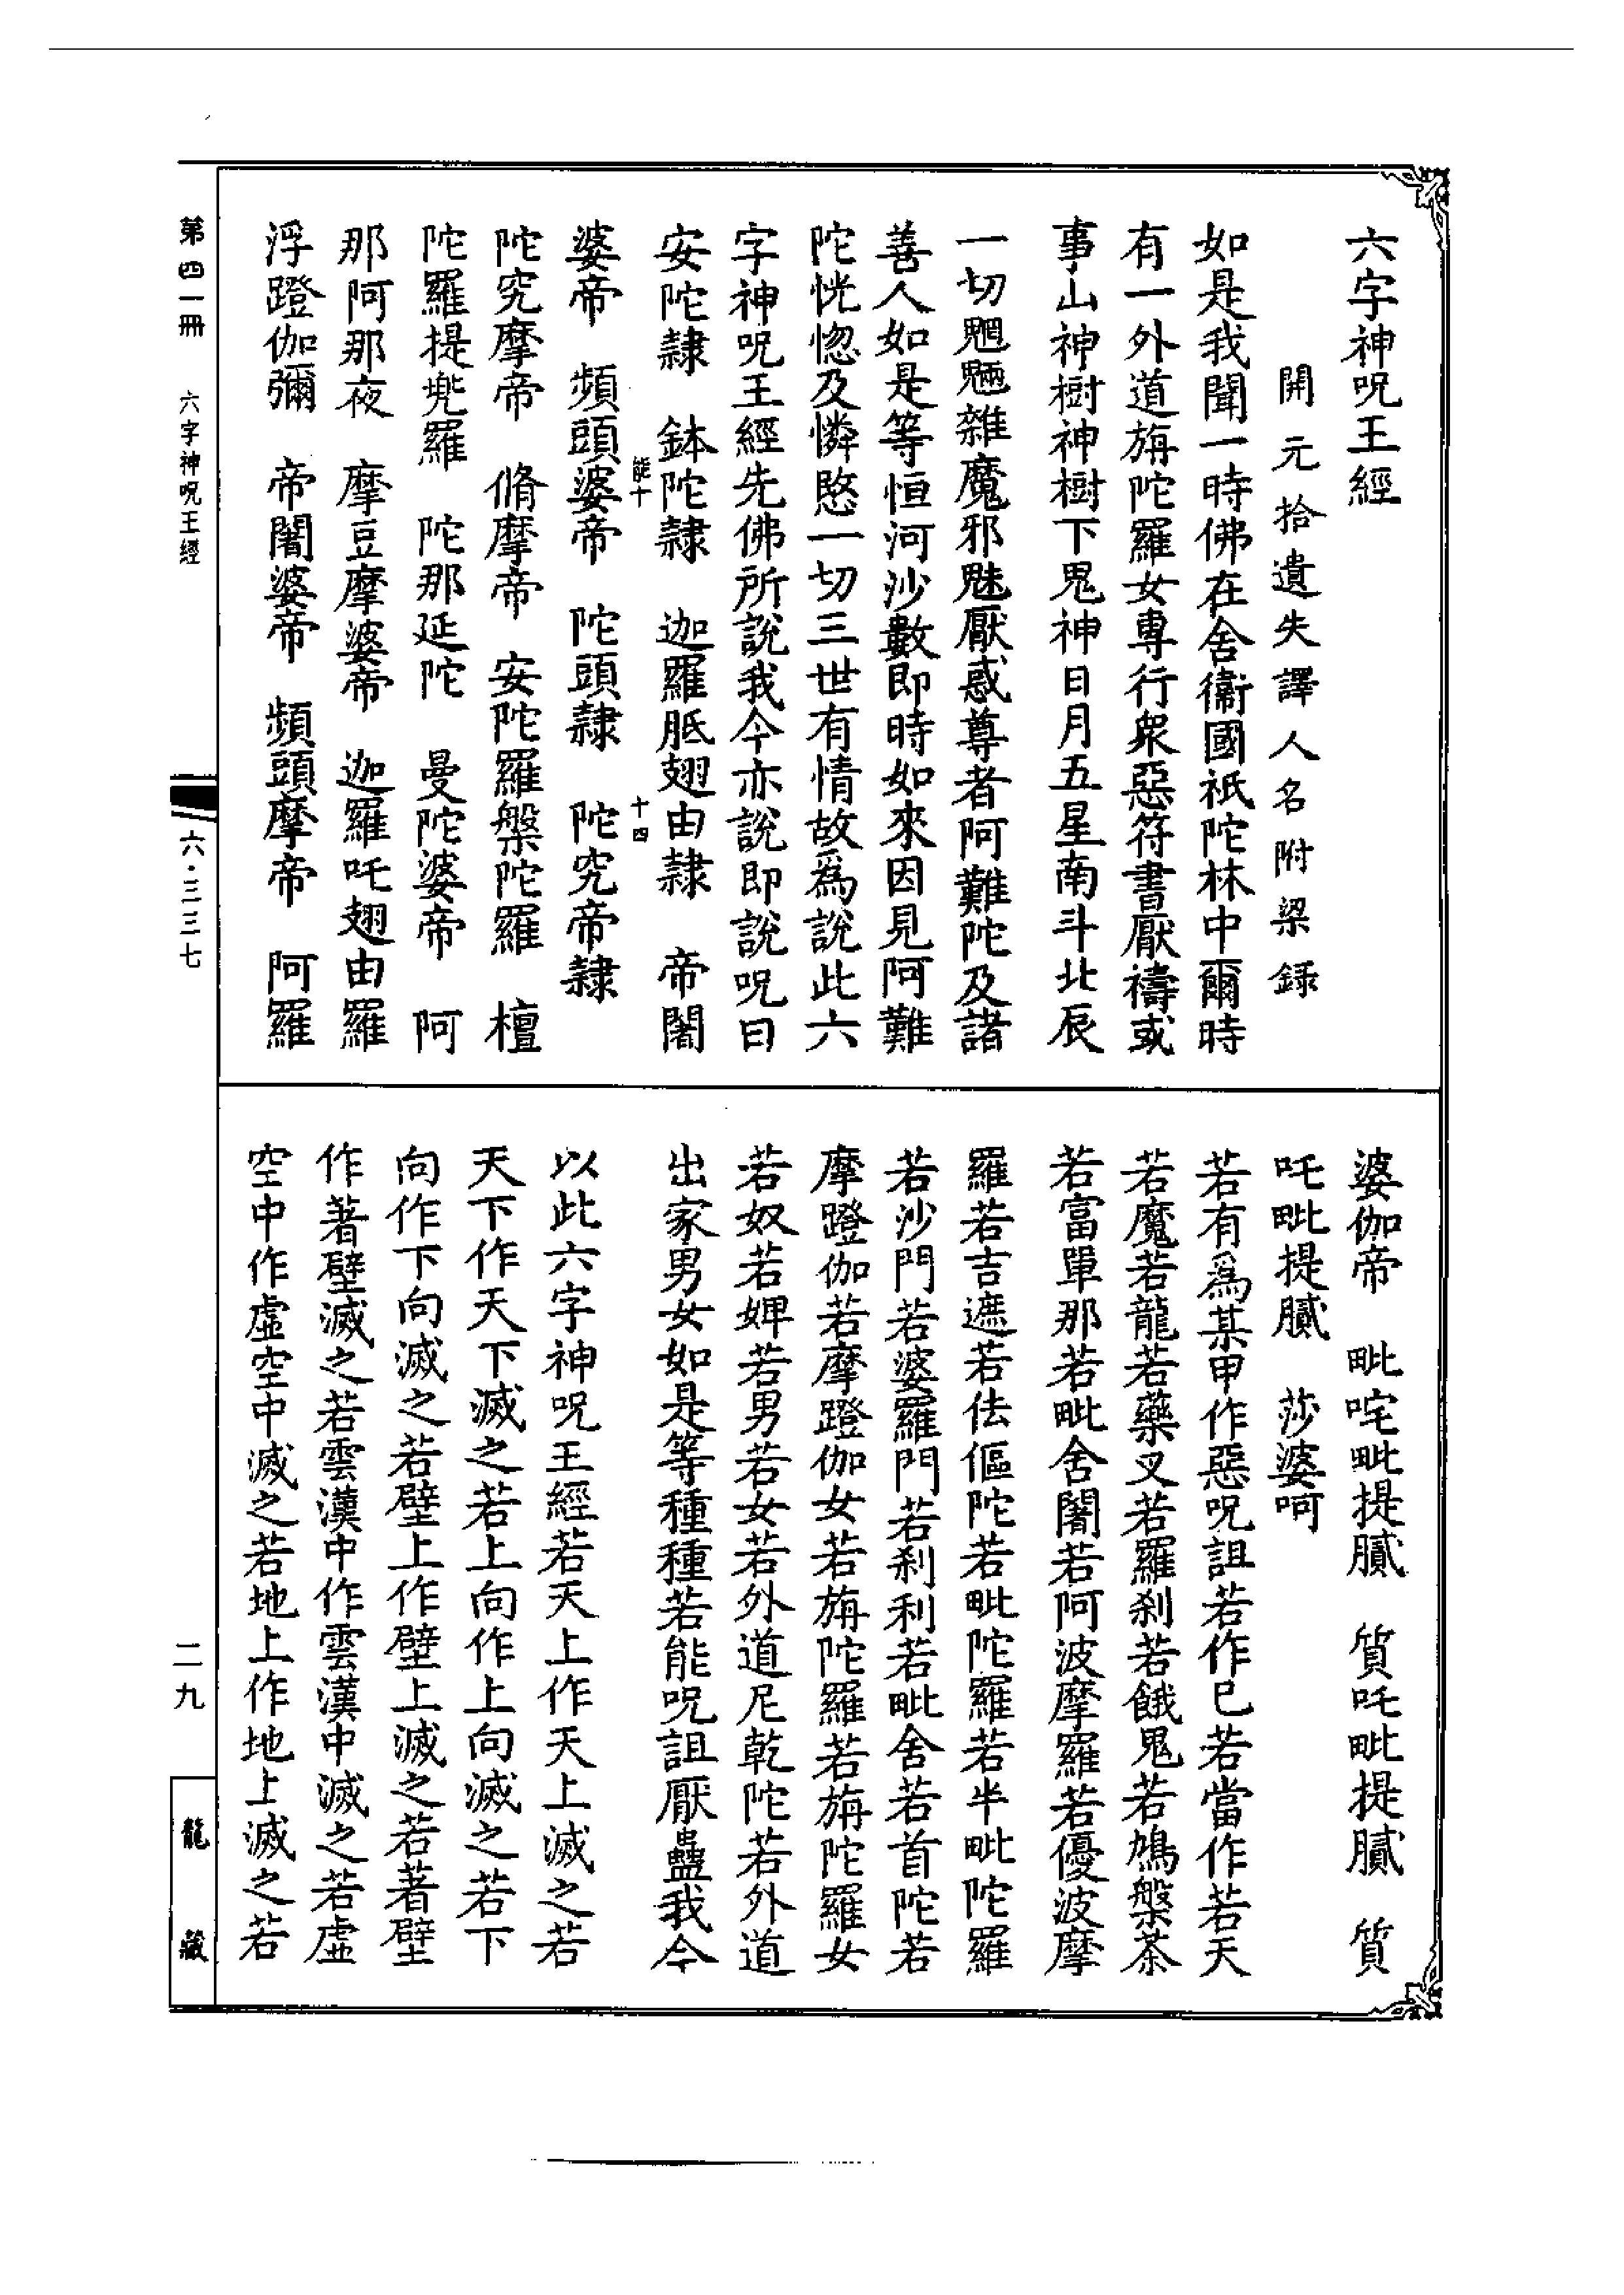 六字神呪王經
開元拾遺失譯人名附梁録
如是我聞一時佛在舍衞國祇陀林中爾時
有一外道旃陀羅女專行衆惡符書厭禱或
事山神樹神樹下鬼神日月五星南斗北辰
一切魍魎雜魔邪魅厭惑尊者阿難陀及諸
善人如是等恒河沙數即時如來因見阿難
陀恍惚及憐愍一切三世有情故爲說此六
字神呪王經先佛所說我今亦說即說呪曰
安陀隷　鉢陀隷　迦羅胝翅由隷　帝闍
能十　十四
婆帝　頻頭婆帝　陀頭隷　陀究帝隷
陀究摩帝　脩摩帝　安陀羅槃陀羅　檀
陀羅提兠羅　陀那延陀　曼陀婆帝　阿
那阿那夜　摩豆摩婆帝　迦羅吒翅由羅
浮蹬伽彌　帝闍婆帝　頻頭摩帝　阿羅
婆伽帝　毗咤毗提膩　質吒毗提膩　質
吒毗提膩　莎婆呵
若有爲某甲作惡呪詛若作巳若當作若天
若魔若龍若藥叉若羅剎若餓鬼若鳩槃茶
若富單那若毗舍闍若阿波摩羅若優波摩
羅若吉遮若佉傴陀若毗陀羅若半毗陀羅
若沙門若婆羅門若剎利若毗舍若首陀若
摩蹬伽若摩蹬伽女若旃陀羅若旃陀羅女
若奴若婢若男若女若外道尼乾陀若外道
出家男女如是等種種若能呪詛厭蠱我今
以此六字神呪王經若天上作天上滅之若
天下作天下滅之若上向作上向滅之若下
向作下向滅之若壁上作壁上滅之若著壁
作著壁滅之若雲漢中作雲漢中滅之若虛
空中作虛空中滅之若地上作地上滅之若
第四一冊　六字神呪王經
六・三三七
二九
龍藏